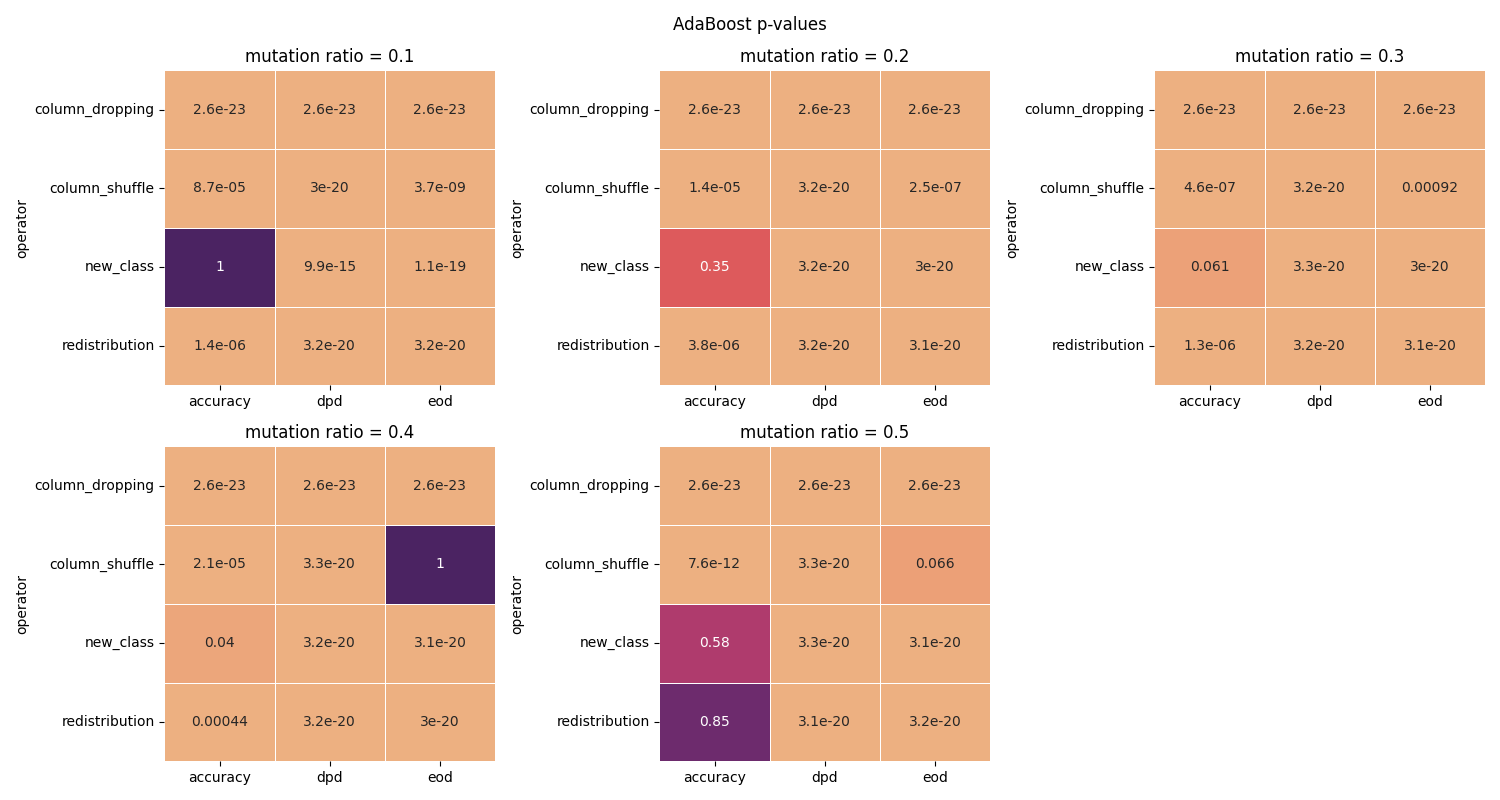 AdaBoost p-values
mutation ratio = 0.1
operator
column_dropping 2.6e-23 2.6e-23 2.6e-23
column_shuffle 8.7e-05 3e-20 3.7e-09
new_class 1 9.9e-15 1.1e-19
redistribution 1.4e-06 3.2e-20 3.2e-20
accuracy dpd eod
mutation ratio = 0.2
operator
column_dropping 2.6e-23 2.6e-23 2.6e-23
column_shuffle 1.4e-05 3.2e-20 2.5e-07
new_class 0.35 3.2e-20 3e-20
redistribution 3.8e-06 3.2e-20 3.1e-20
accuracy dpd eod
mutation ratio = 0.3
operator
column_dropping 2.6e-23 2.6e-23 2.6e-23
column_shuffle 4.6e-07 3.2e-20 0.00092
new_class 0.061 3.3e-20 3e-20
redistribution 1.3e-06 3.2e-20 3.1e-20
accuracy dpd eod
mutation ratio = 0.4
operator
column_dropping 2.6e-23 2.6e-23 2.6e-23
column_shuffle 2.1e-05 3.3e-20 1
new_class 0.04 3.2e-20 3.1e-20
redistribution 0.00044 3.2e-20 3e-20
accuracy dpd eod
mutation ratio = 0.5
operator
column_dropping 2.6e-23 2.6e-23 2.6e-23
column_shuffle 7.6e-12 3.3e-20 0.066
new_class 0.58 3.3e-20 3.1e-20
redistribution 0.85 3.1e-20 3.2e-20
accuracy dpd eod